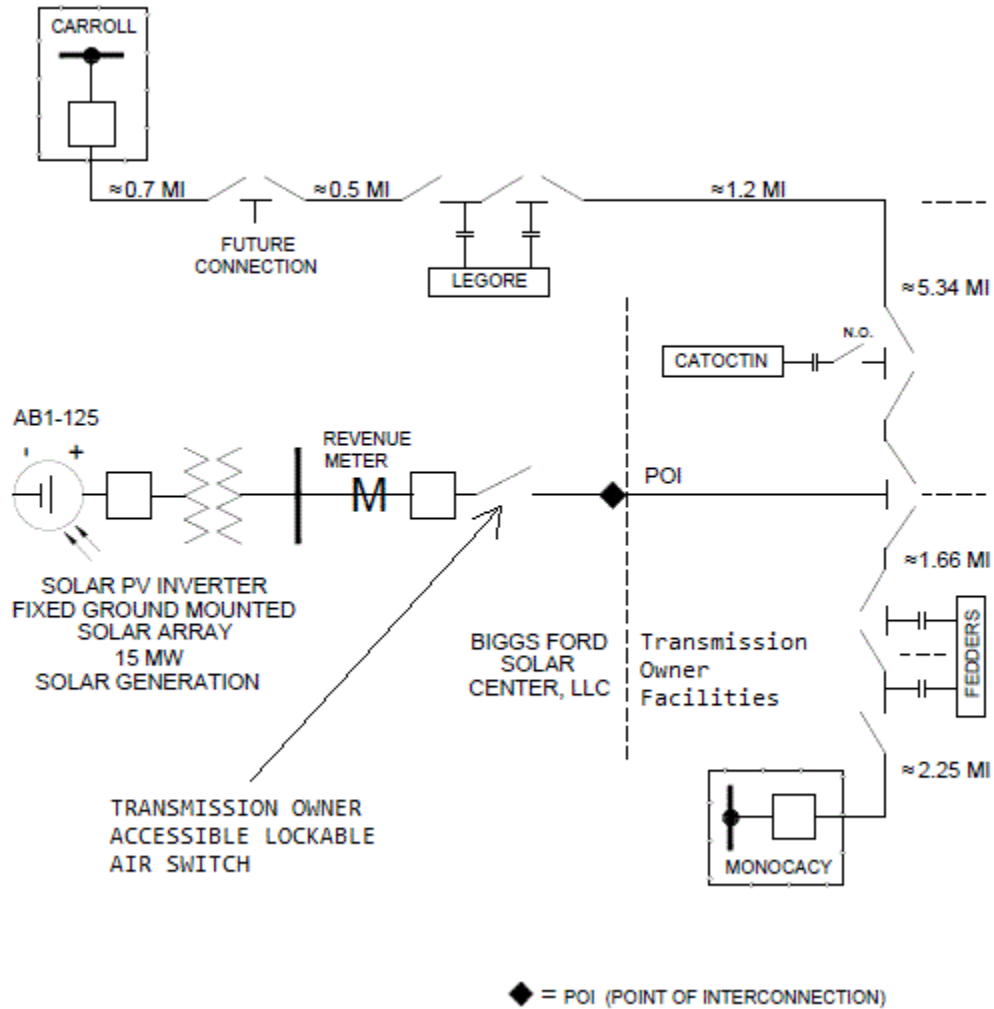 CARROLL
≈0.7 MI
≈0.5 MI
≈1.2 MI
FUTURE
CONNECTION
LEGORE
≈5.34 MI
N.O.
CATOCTIN
AB1-125
- +
REVENUE
METER
M
POI
SOLAR PV INVERTER
FIXED GROUND MOUNTED
SOLAR ARRAY
15 MW
SOLAR GENERATION
BIGGS FORD
SOLAR
CENTER, LLC
Transmission
Owner
Facilities
≈1.66 MI
FEDDERS
≈2.25 MI
TRANSMISSION OWNER
ACCESSIBLE LOCKABLE
AIR SWITCH
MONOCACY
= POI (POINT OF INTERCONNECTION)